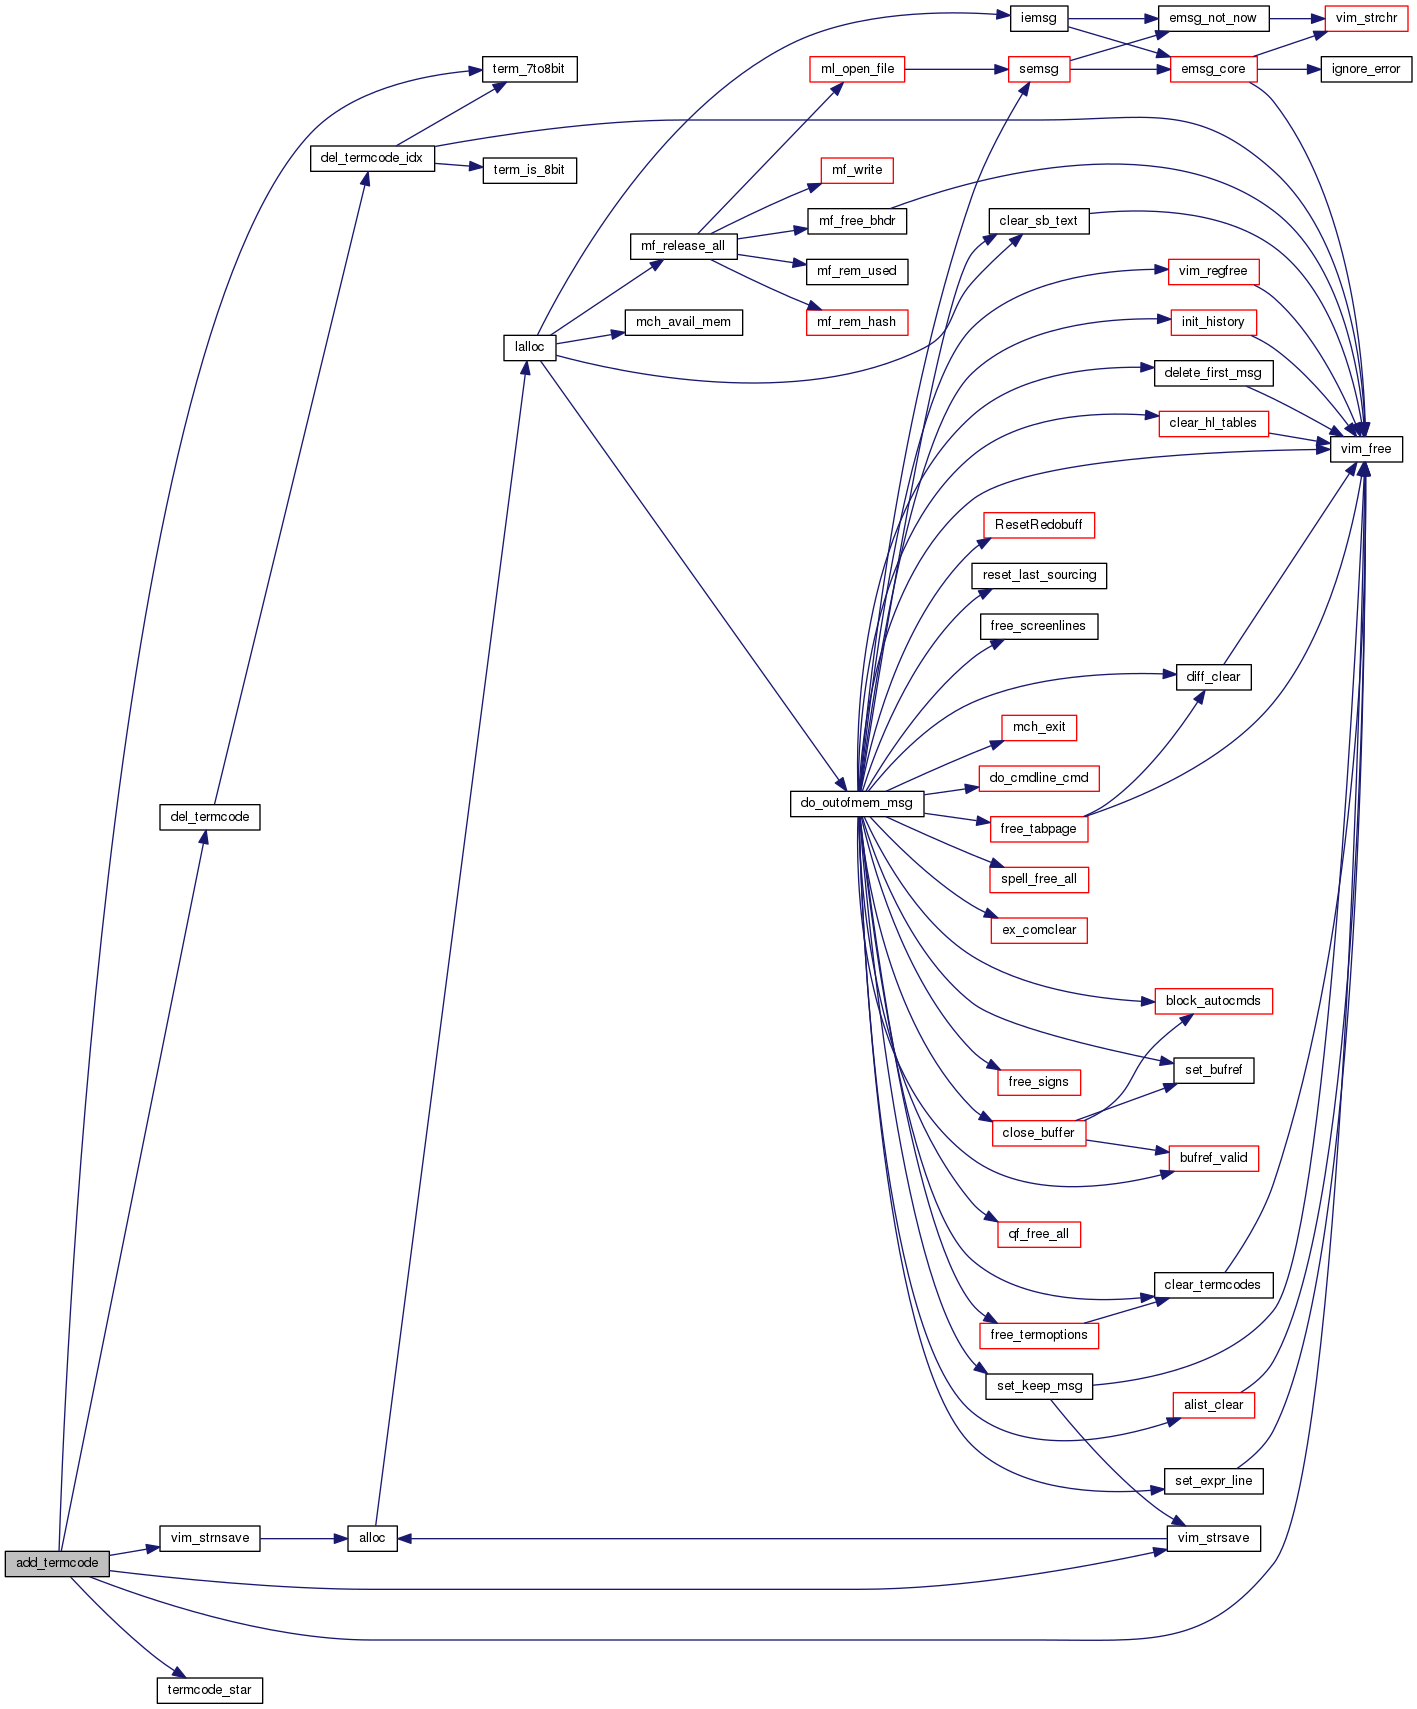 iemsg
emsg_not_now
vim_strchr
term_7to8bit
ml_open_file
semsg
emsg_core
ignore_error
del_termcode_idx
term_is_8bit
mf_write
mf_free_bhdr
clear_sb_text
mf_release_all
mf_rem_used
vim_regfree
mch_avail_mem
mf_rem_hash
init_history
lalloc
delete_first_msg
clear_hl_tables
vim_free
ResetRedobuff
reset_last_sourcing
free_screenlines
diff_clear
mch_exit
do_cmdline_cmd
do_outofmem_msg
del_termcode
free_tabpage
spell_free_all
ex_comclear
block_autocmds
set_bufref
free_signs
close_buffer
bufref_valid
qf_free_all
clear_termcodes
free_termoptions
set_keep_msg
alist_clear
set_expr_line
vim_strnsave
alloc
vim_strsave
add_termcode
termcode_star